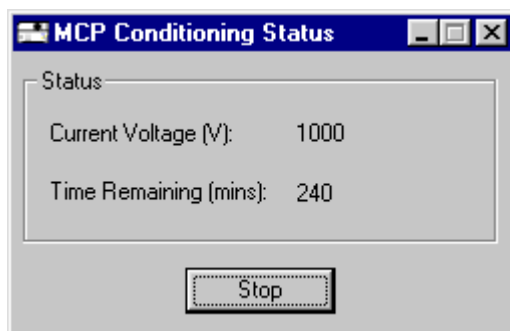 MCP Conditioning Status
Status
Current Voltage (V): 1000
Time Remaining (mins): 240
Stop